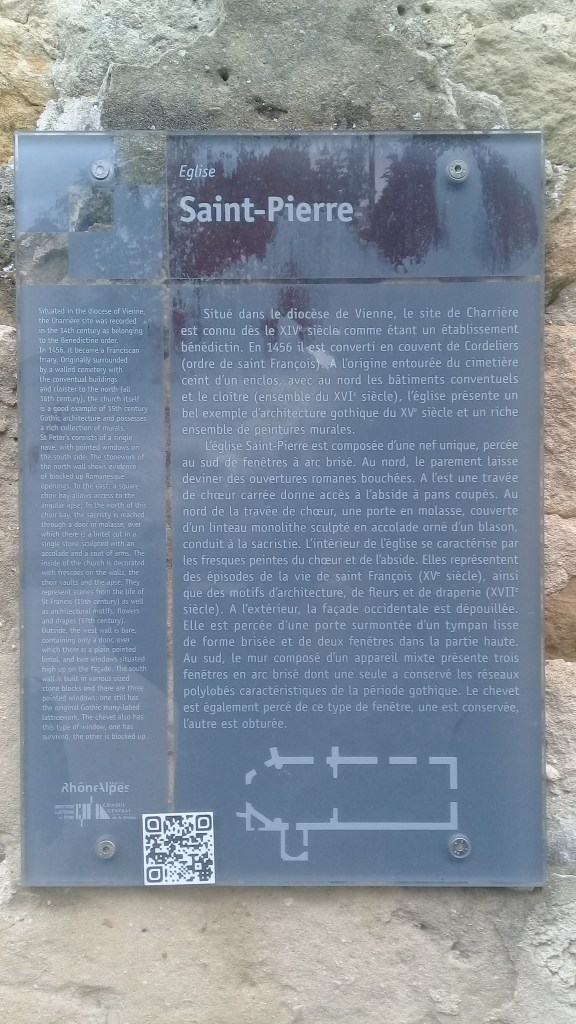 Eglise
Saint-Pierre
Situated in the diocese of Vienne,
the Charrière site was recorded
in the 14th century as belonging
to the Benedictine order.
In 1456, it became a Franciscan
friary. Originally surrounded
by a walled cemetery with
the conventual buildings
and cloister to the north (all
16th century), the church itself
is a good example of 15th century
Gothic architecture and possesses
a rich collection of murals.
St Peter's consists of a single
nave, with pointed windows on
the south side. The stonework of
the north wall shows evidence
of blocked up Romanesque
openings. To the east, a square
choir bay allows access to the
angular apse. To the north of this
choir bay, the sacristy is reached
through a door in molasse, over
which there is a lintel cut in a
single stone sculpted with an
accolade and a coat of arms. The
inside of the church is decorated
with frescoes on the walls, the
choir vaults and the apse. They
represent scenes from the life of
St Francis (15th century) as well
as architectural motifs, flowers
and drapes (17th century).
Outside, the west wall is bare,
containing only a door, over
which there is a plain pointed
lintel, and two windows situated
high up on the façade. The south
wall is built in various sized
stone blocks and there are three
pointed windows: one still has
the original Gothic many-lobed
latticework. The chevet also has
this type of window, one has
survived, the other is blocked up.
Situé dans le diocèse de Vienne, le site de Charrière
est connu dès le XIVe siècle comme étant un établissement
bénédictin. En 1456 il est converti en couvent de Cordeliers
(ordre de saint François). A l'origine entourée du cimetière
ceint d'un enclos, avec au nord les bâtiments conventuels
et le cloître (ensemble du XVIe siècle), l'église présente un
bel exemple d'architecture gothique du XVe siècle et un riche
ensemble de peintures murales.
L'église Saint-Pierre est composée d'une nef unique, percée
au sud de fenêtres à arc brisé. Au nord, le parement laisse
deviner des ouvertures romanes bouchées. A l'est une travée
de chœur carrée donne accès à l'abside à pans coupés. Au
nord de la travée de chœur, une porte en molasse, couverte
d'un linteau monolithe sculpté en accolade orné d'un blason,
conduit à la sacristie. L'intérieur de l'église se caractérise par
les fresques peintes du chœur et de l'abside. Elles représentent
des épisodes de la vie de saint François (XVe siècle), ainsi
que des motifs d'architecture, de fleurs et de draperie (XVIIe
siècle). A l'extérieur, la façade occidentale est dépouillée.
Elle est percée d'une porte surmontée d'un tympan lisse
de forme brisée et de deux fenêtres dans la partie haute.
Au sud, le mur composé d'un appareil mixte présente trois
fenêtres en arc brisé dont une seule a conservé les réseaux
polylobés caractéristiques de la période gothique. Le chevet
est également percé de ce type de fenêtre, une est conservée,
l'autre est obturée.
RhôneAlpes
CONSEIL
GENERAL